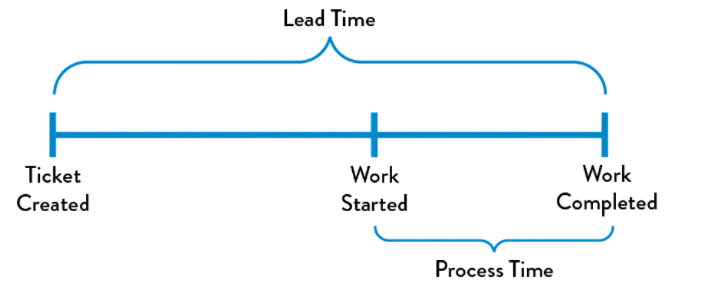 Lead Time
Ticket
Created
Work
Started
Work
Completed
Process Time